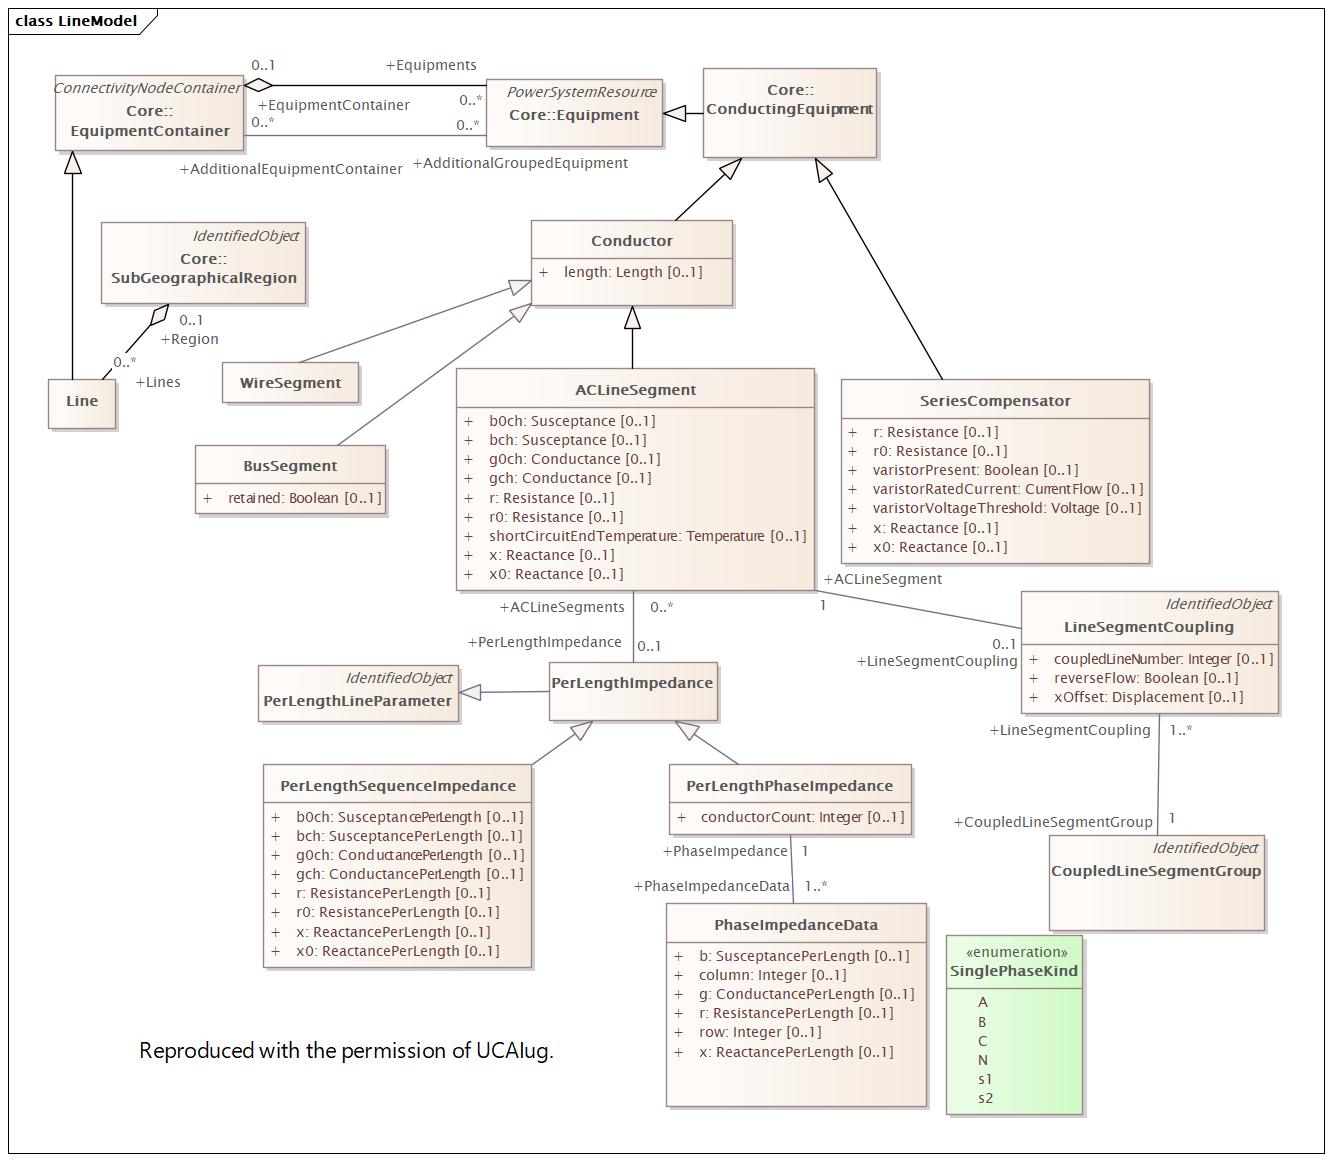 class LineModel
0..1
+Equipments
ConnectivityNodeContainer
Core::
EquipmentContainer
+EquipmentContainer
0..*
0..*
0..*
+AdditionalEquipmentContainer
+AdditionalGroupedEquipment
PowerSystemResource
Core::Equipment
Core::
ConductingEquipment
IdentifiedObject
Core::
SubGeographicalRegion
0..1
+Region
0..*
+Lines
Line
Conductor
+ length: Length [0..1]
WireSegment
BusSegment
+ retained: Boolean [0..1]
ACLineSegment
+ b0ch: Susceptance [0..1]
+ bch: Susceptance [0..1]
+ g0ch: Conductance [0..1]
+ gch: Conductance [0..1]
+ r: Resistance [0..1]
+ r0: Resistance [0..1]
+ shortCircuitEndTemperature: Temperature [0..1]
+ x: Reactance [0..1]
+ x0: Reactance [0..1]
SeriesCompensator
+ r: Resistance [0..1]
+ r0: Resistance [0..1]
+ varistorPresent: Boolean [0..1]
+ varistorRatedCurrent: CurrentFlow [0..1]
+ varistorVoltageThreshold: Voltage [0..1]
+ x: Reactance [0..1]
+ x0: Reactance [0..1]
+ACLineSegment
1
0..1
+LineSegmentCoupling
IdentifiedObject
LineSegmentCoupling
+ coupledLineNumber: Integer [0..1]
+ reverseFlow: Boolean [0..1]
+ xOffset: Displacement [0..1]
+ACLineSegments 0..*
+PerLengthImpedance 0..1
IdentifiedObject
PerLengthLineParameter
PerLengthImpedance
+LineSegmentCoupling 1..*
+CoupledLineSegmentGroup 1
IdentifiedObject
CoupledLineSegmentGroup
PerLengthSequenceImpedance
+ b0ch: SusceptancePerLength [0..1]
+ bch: SusceptancePerLength [0..1]
+ g0ch: ConductancePerLength [0..1]
+ gch: ConductancePerLength [0..1]
+ r: ResistancePerLength [0..1]
+ r0: ResistancePerLength [0..1]
+ x: ReactancePerLength [0..1]
+ x0: ReactancePerLength [0..1]
PerLengthPhaseImpedance
+ conductorCount: Integer [0..1]
+PhaseImpedance 1
+PhaseImpedanceData 1..*
PhaseImpedanceData
+ b: SusceptancePerLength [0..1]
+ column: Integer [0..1]
+ g: ConductancePerLength [0..1]
+ r: ResistancePerLength [0..1]
+ row: Integer [0..1]
+ x: ReactancePerLength [0..1]
«enumeration»
SinglePhaseKind
A
B
C
N
s1
s2
Reproduced with the permission of UCAIug.